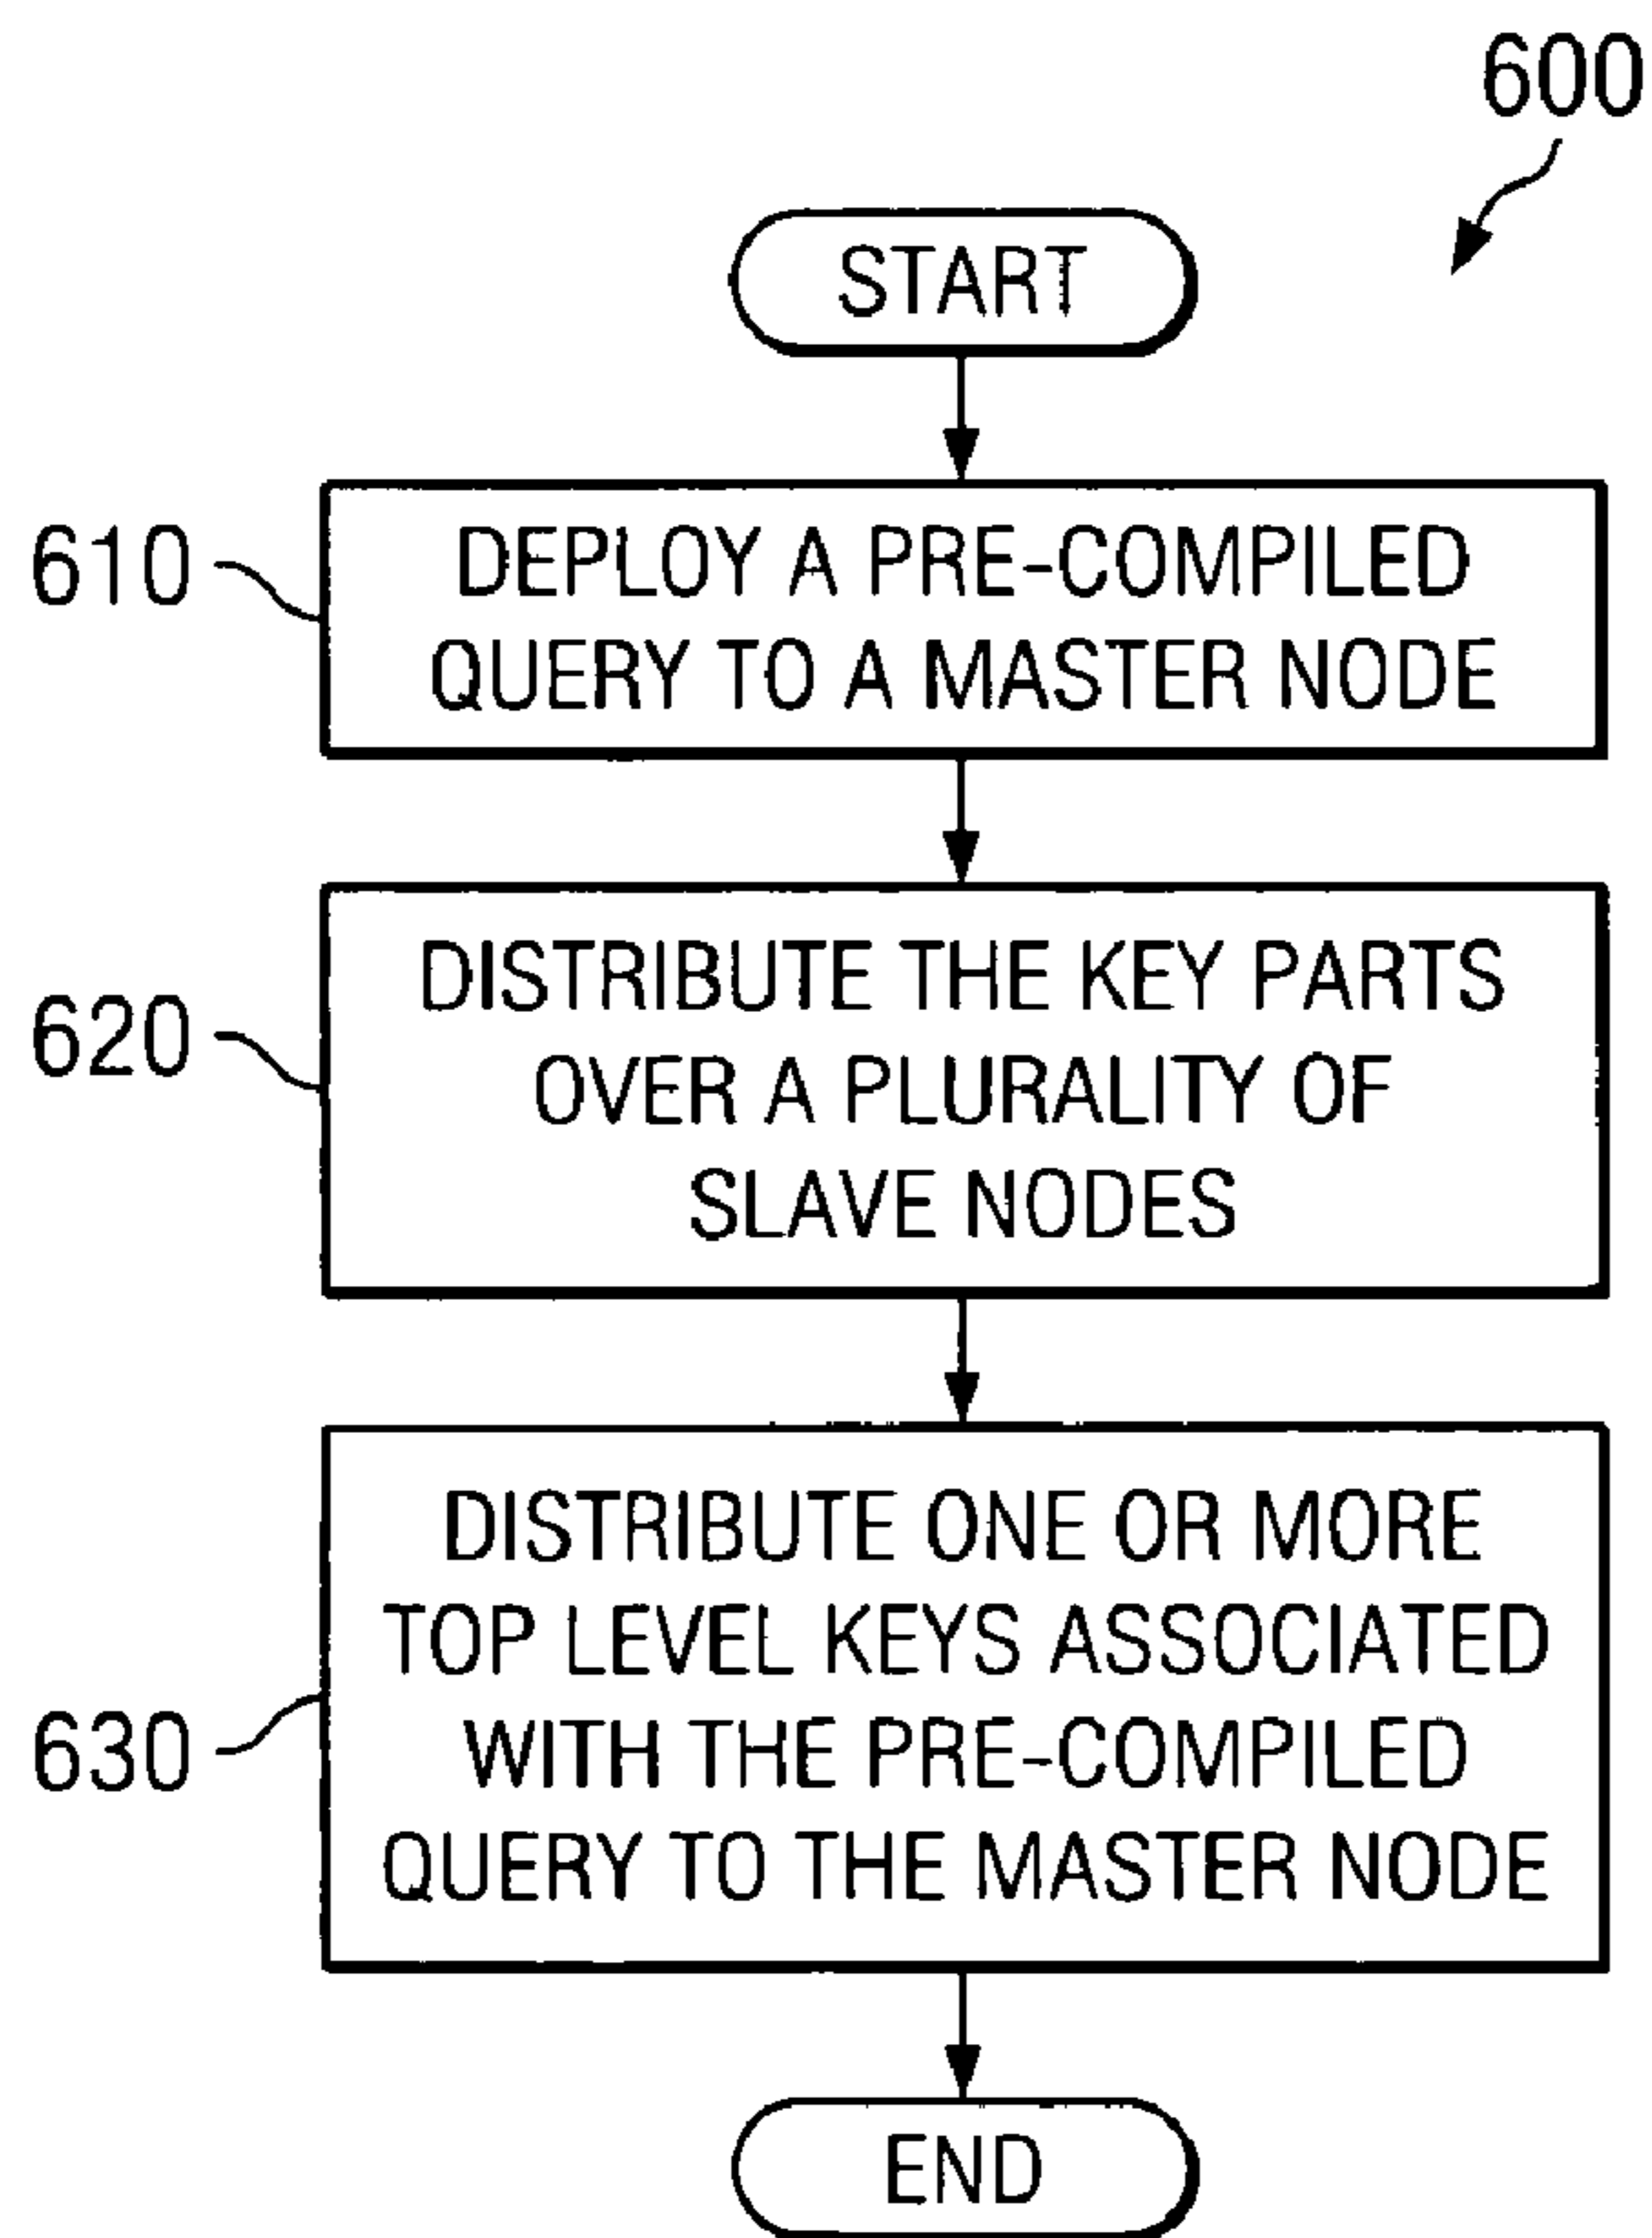 600
START
610
DEPLOY A PRE-COMPILED
QUERY TO A MASTER NODE
620
DISTRIBUTE THE KEY PARTS
OVER A PLURALITY OF
SLAVE NODES
630
DISTRIBUTE ONE OR MORE
TOP LEVEL KEYS ASSOCIATED
WITH THE PRE-COMPILED
QUERY TO THE MASTER NODE
END